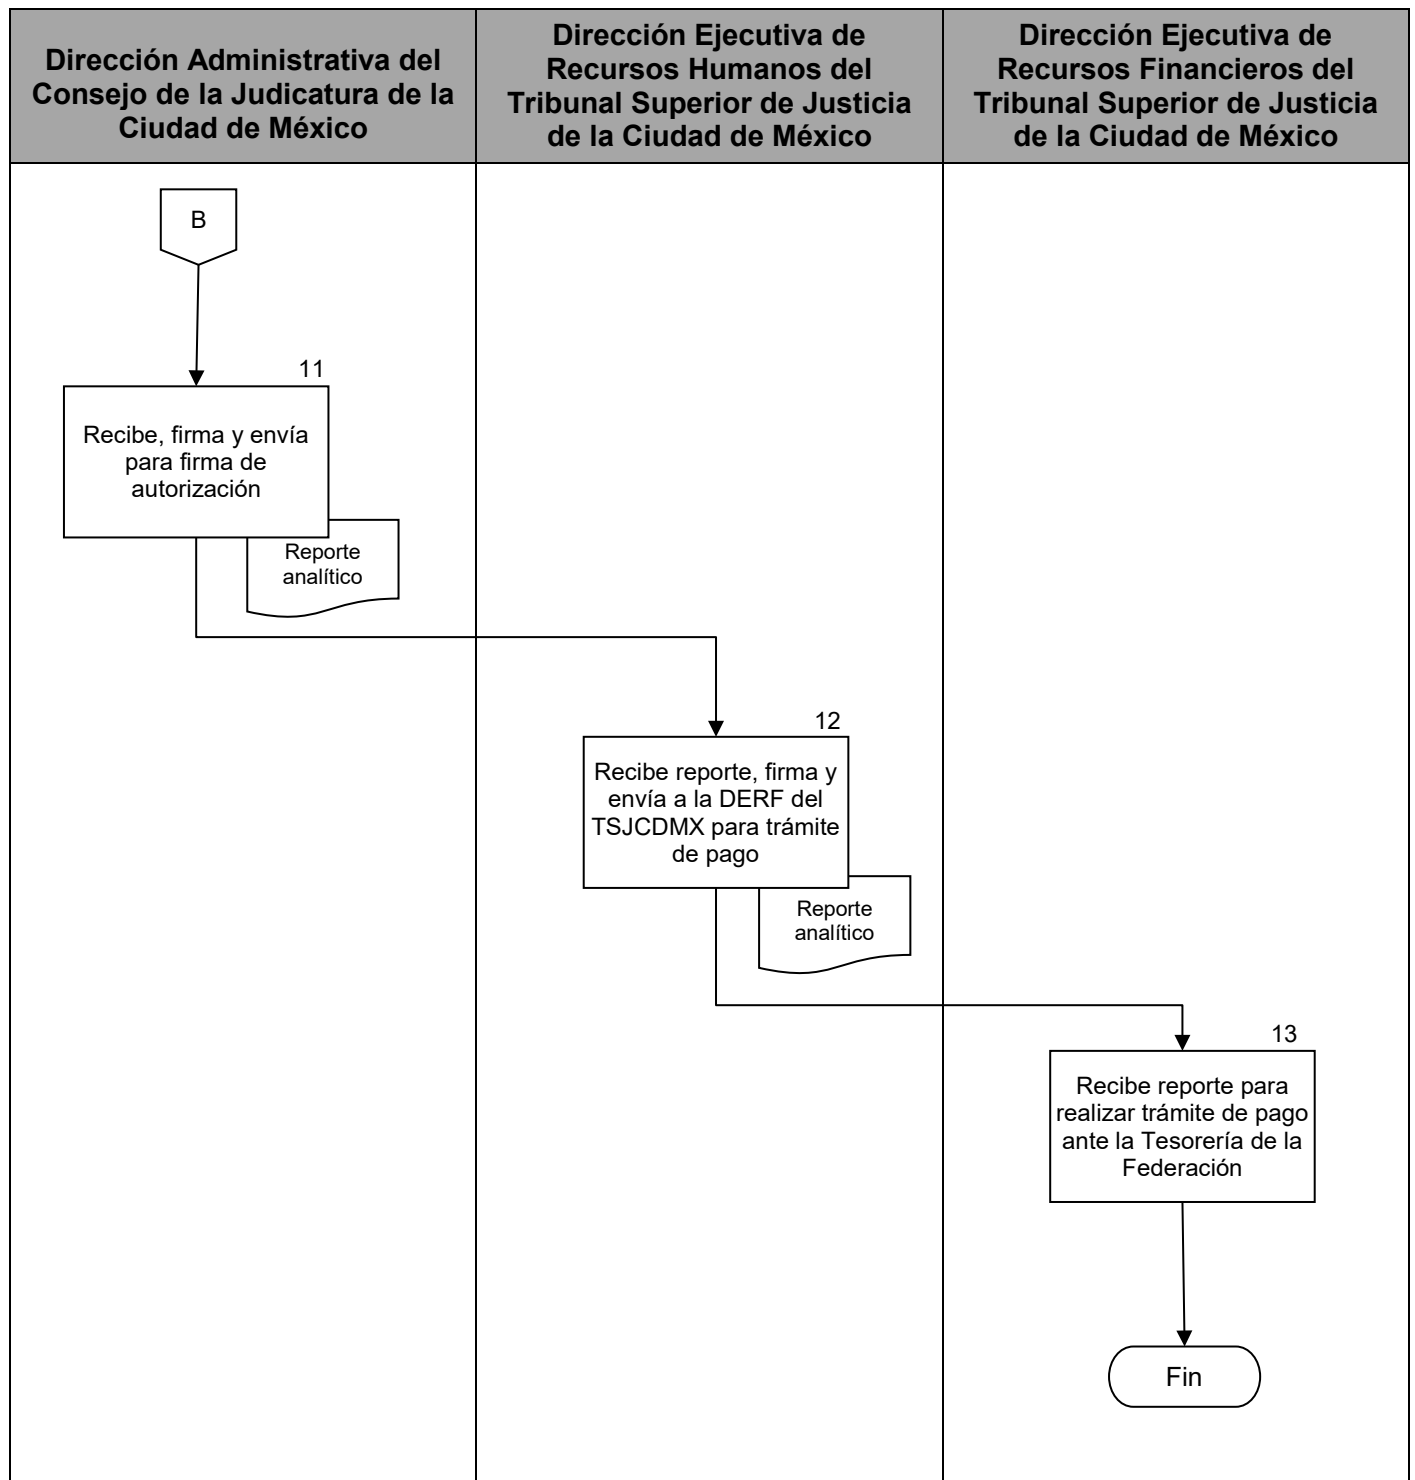 Dirección Administrativa del
Consejo de la Judicatura de la
Ciudad de México
Dirección Ejecutiva de
Recursos Humanos del
Tribunal Superior de Justicia
de la Ciudad de México
Dirección Ejecutiva de
Recursos Financieros del
Tribunal Superior de Justicia
de la Ciudad de México
B
11
Recibe, firma y envía
para firma de
autorización
Reporte
analítico
12
Recibe reporte, firma y
envía a la DERF del
TSJCDMX para trámite
de pago
Reporte
analítico
13
Recibe reporte para
realizar trámite de pago
ante la Tesorería de la
Federación
Fin